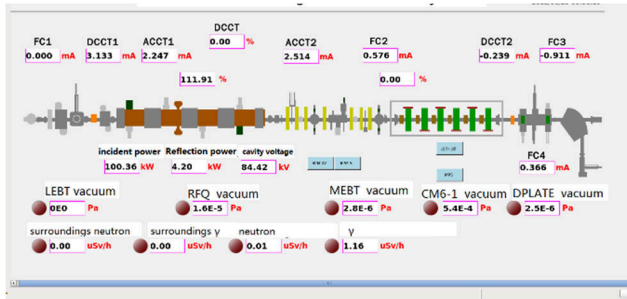 DCCT
0.00 %
FC1 DCCT1 ACCT1 ACCT2 FC2 DCCT2 FC3
0.000 mA 3.133 mA 2.247 mA 2.514 mA 0.576 mA -0.239 mA -0.911 mA
111.91 % 0.00 %
incident power Reflection power cavity voltage
100.36 kW 4.20 kW 84.42 kV
FC4
0.366 mA
LEBT vacuum RFQ vacuum MEBT vacuum CM6-1 vacuum DPLATE vacuum
0E0 Pa 1.6E-5 Pa 2.8E-6 Pa 5.4E-4 Pa 2.5E-6 Pa
surroundings neutron surroundings γ neutron γ
0.00 uSv/h 0.00 uSv/h 0.01 uSv/h 1.16 uSv/h